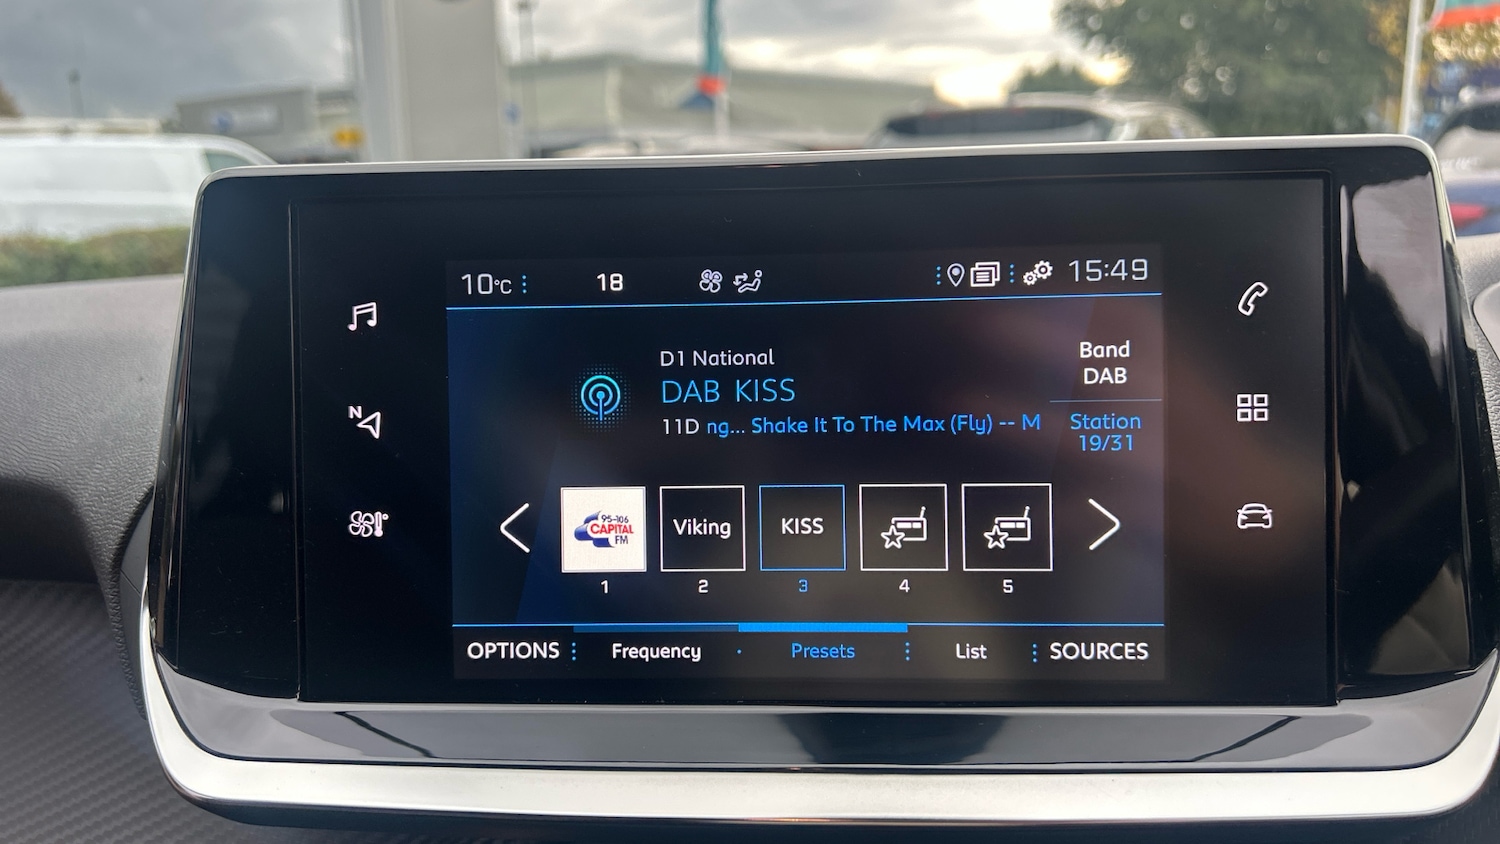 10°C 18 15:49
N
D1 National
DAB KISS
11D ng... Shake It To The Max (Fly) -- M
Band
DAB
Station
19/31
95-106
CAPITAL
FM
Viking
KISS
1 2 3 4 5
OPTIONS Frequency Presets List SOURCES